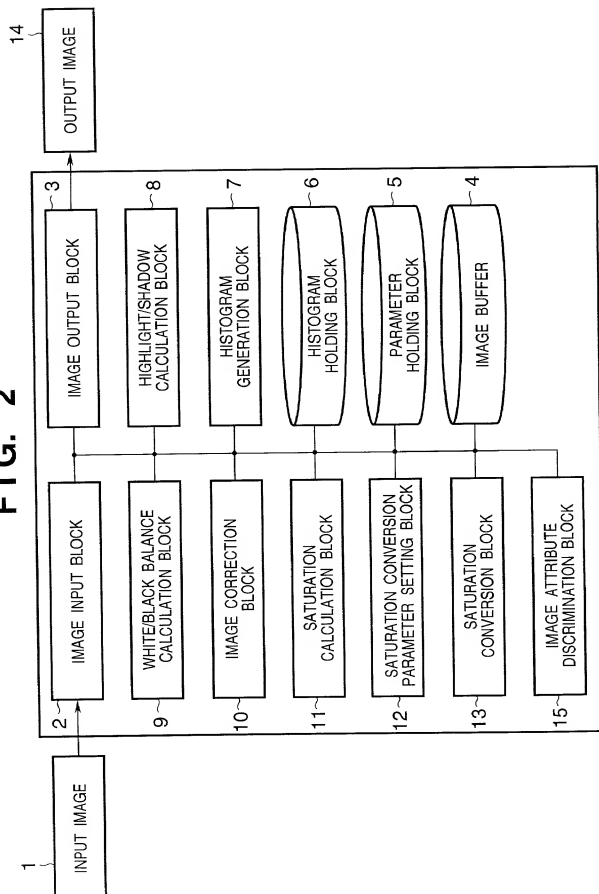 FIG. 2
1
INPUT IMAGE
2
IMAGE INPUT BLOCK
9
WHITE/BLACK BALANCE
CALCULATION BLOCK
10
IMAGE CORRECTION
BLOCK
11
SATURATION
CALCULATION BLOCK
12
SATURATION CONVERSION
PARAMETER SETTING BLOCK
13
SATURATION
CONVERSION BLOCK
15
IMAGE ATTRIBUTE
DISCRIMINATION BLOCK
3
IMAGE OUTPUT BLOCK
8
HIGHLIGHT/SHADOW
CALCULATION BLOCK
7
HISTOGRAM
GENERATION BLOCK
6
HISTOGRAM
HOLDING BLOCK
5
PARAMETER
HOLDING BLOCK
4
IMAGE BUFFER
14
OUTPUT IMAGE